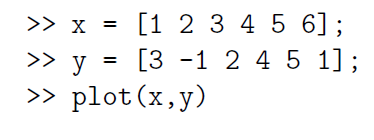 >> x = [1 2 3 4 5 6];
>> y = [3 -1 2 4 5 1];
>> plot(x,y)